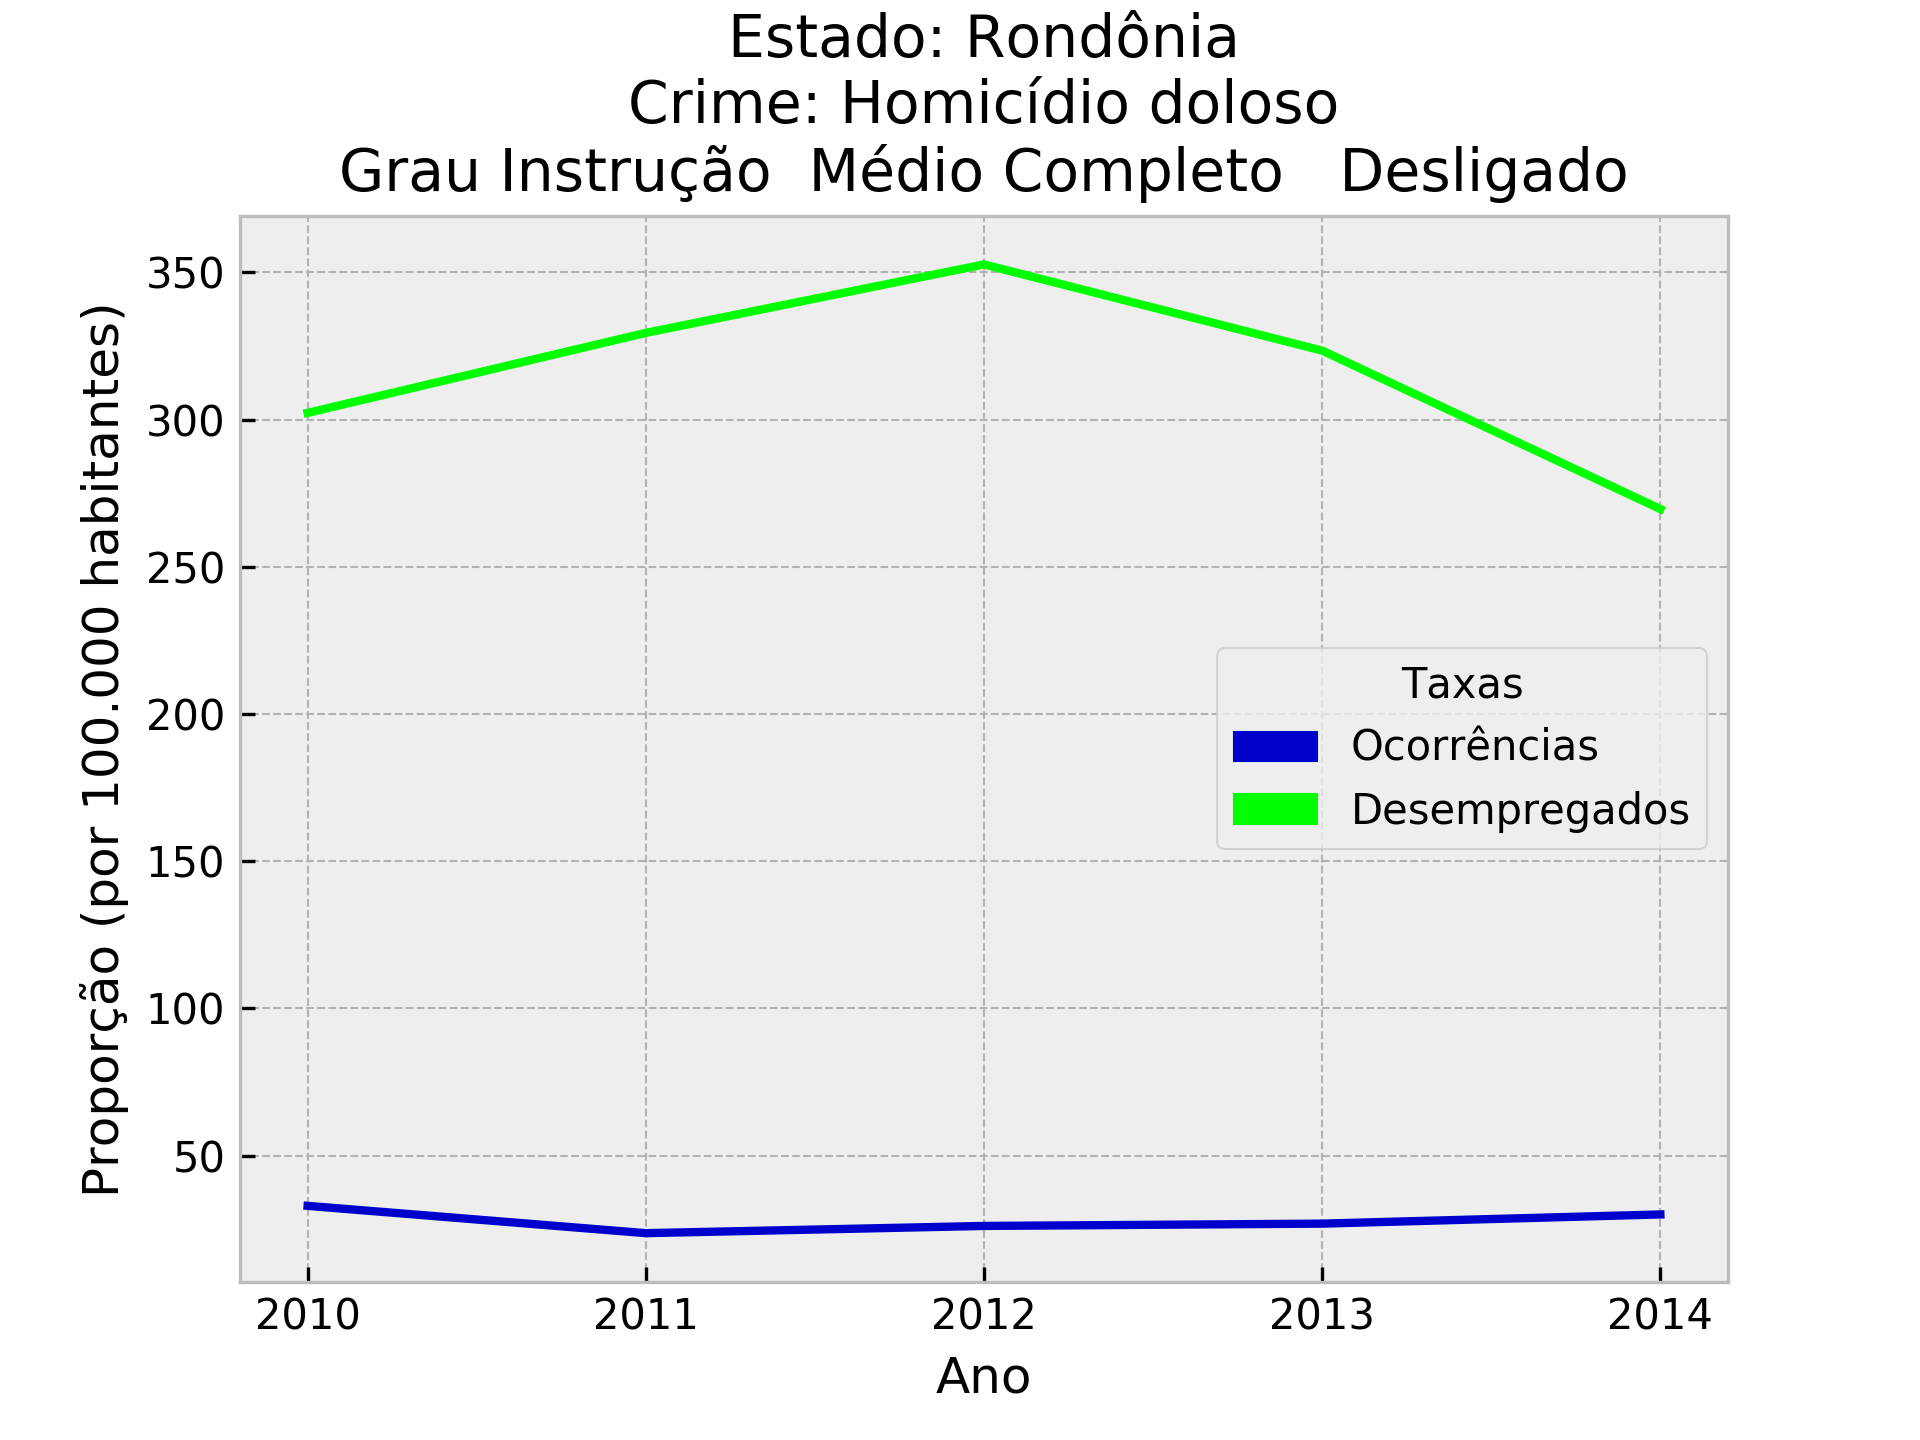 Estado: Rondônia
Crime: Homicídio doloso
Grau Instrução  Médio Completo   Desligado
Proporção (por 100.000 habitantes)
350
300
250
200
150
100
50
Taxas
Ocorrências
Desempregados
2010 2011 2012 2013 2014
Ano